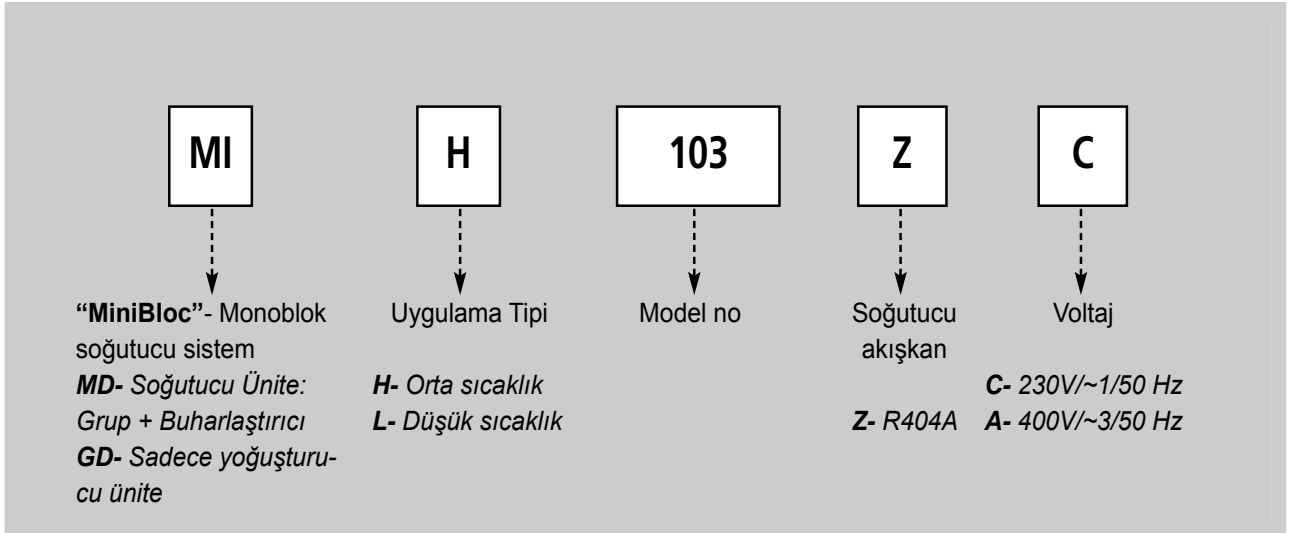 MI H 103 Z C
“MiniBloc”- Monoblok
soğutucu sistem
MD- Soğutucu Ünite:
Grup + Buharlaştırıcı
GD- Sadece yoğuşturu-
cu ünite
Uygulama Tipi
H- Orta sıcaklık
L- Düşük sıcaklık
Model no
Soğutucu
akışkan
Z- R404A
Voltaj
C- 230V/~1/50 Hz
A- 400V/~3/50 Hz